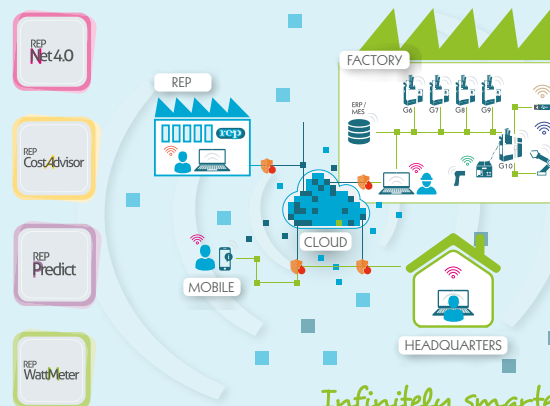 REP
Net 4.0
REP
CostAdvisor
REP
Predict
REP
WattMeter
REP
rep
FACTORY
ERP /
MES
G6 G7 G8 G9
G10
CLOUD
MOBILE
HEADQUARTERS
Infinitely smarte